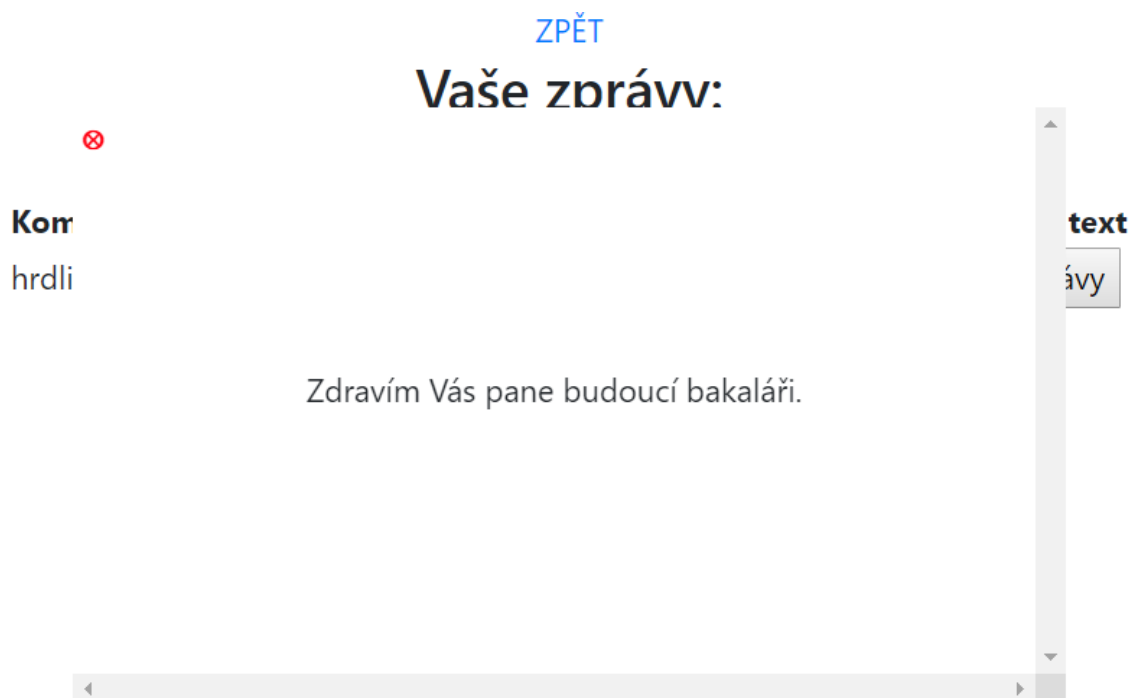 ZPĚT
Vaše zprávy:
Kom text
hrdli ávy
Zdravím Vás pane budoucí bakaláři.